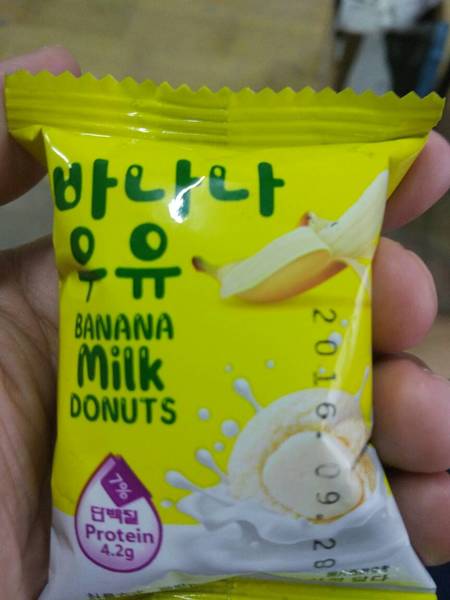 바나나
우유
BANANA
Milk
DONUTS
7%
단백질
Protein
4.2g
2016.09.28